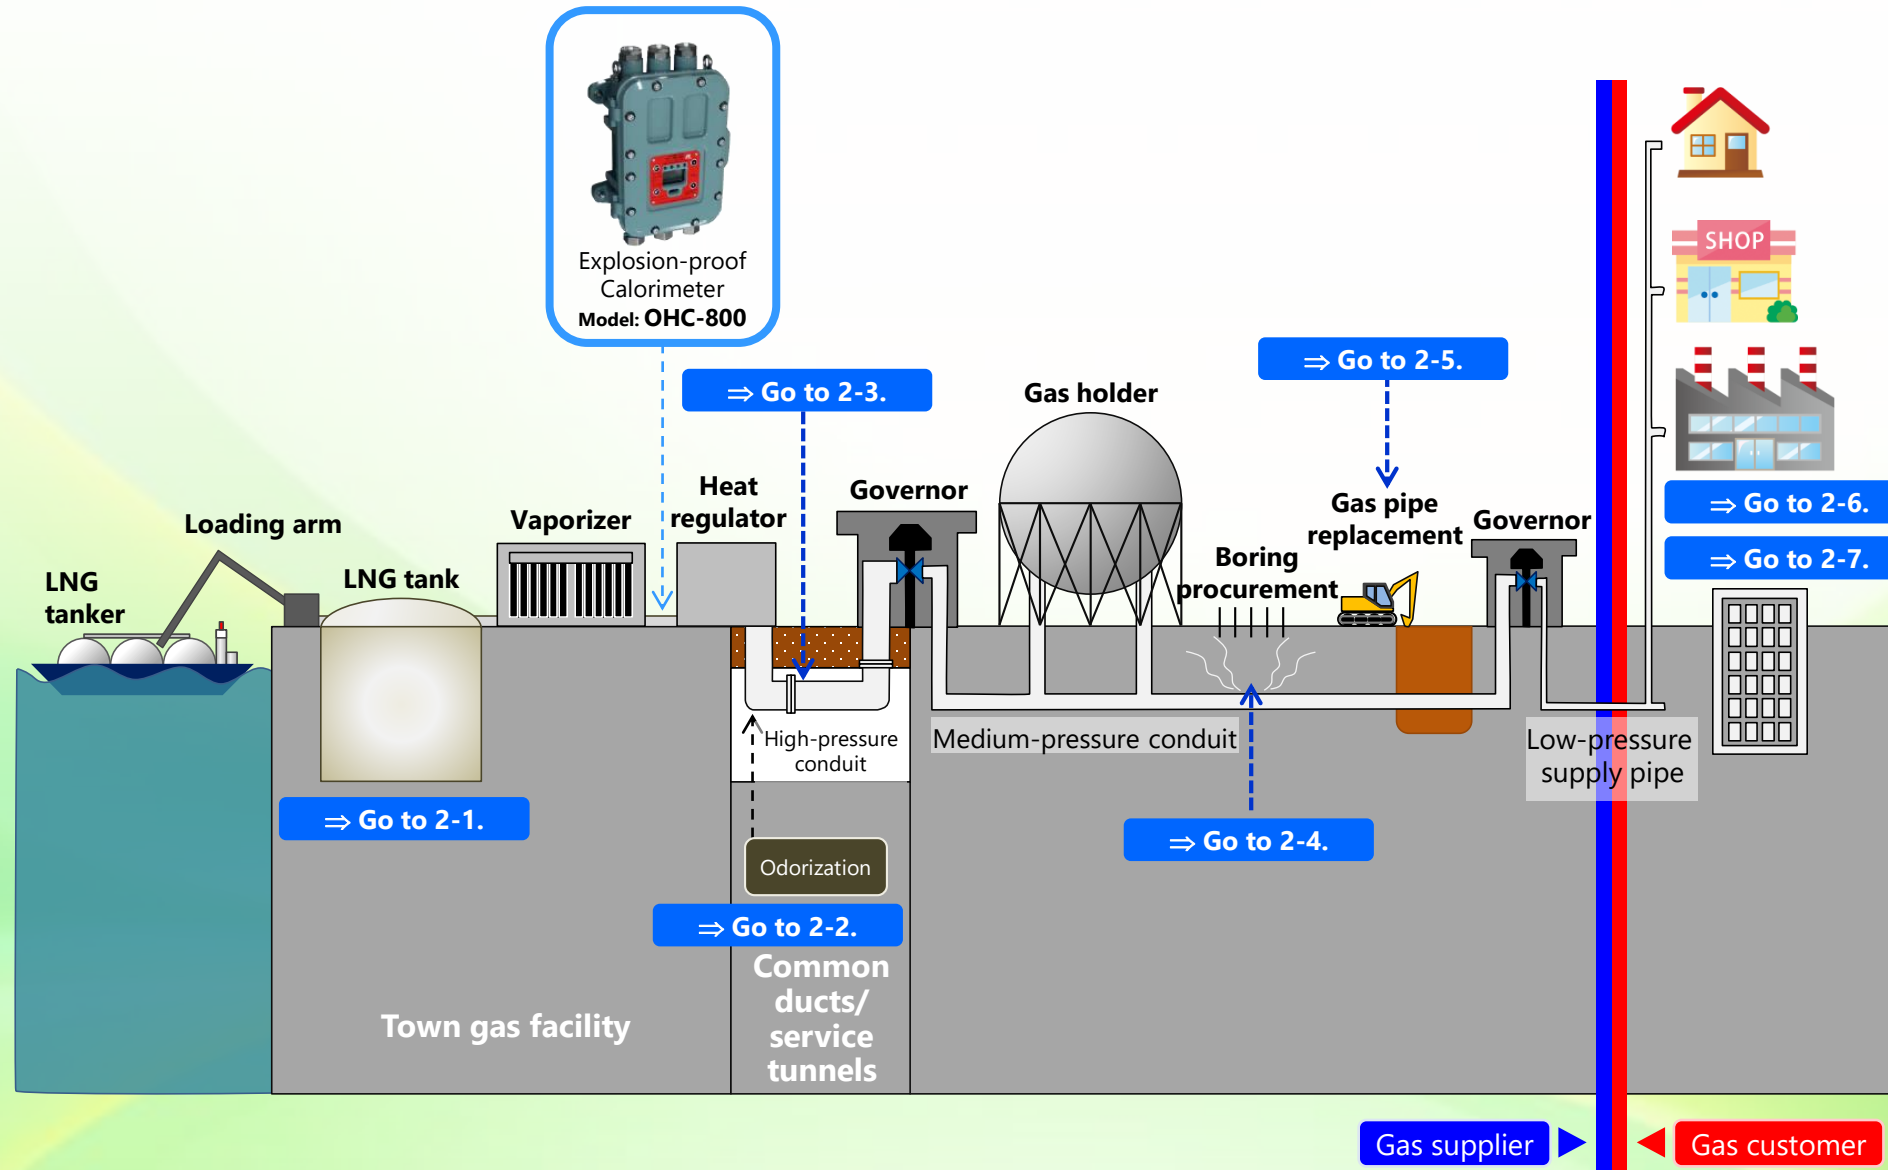 Explosion-proof
Calorimeter
Model: OHC-800
SHOP
⇒ Go to 2-5.
⇒ Go to 2-3.
Gas holder
Heat
regulator
Governor
Gas pipe
replacement
Governor
⇒ Go to 2-6.
⇒ Go to 2-7.
Loading arm
Vaporizer
Boring
procurement
LNG
tanker
LNG tank
High-pressure
conduit
Medium-pressure conduit
Low-pressure
supply pipe
⇒ Go to 2-1.
⇒ Go to 2-4.
Odorization
⇒ Go to 2-2.
Common
ducts/
service
tunnels
Town gas facility
Gas supplier
Gas customer